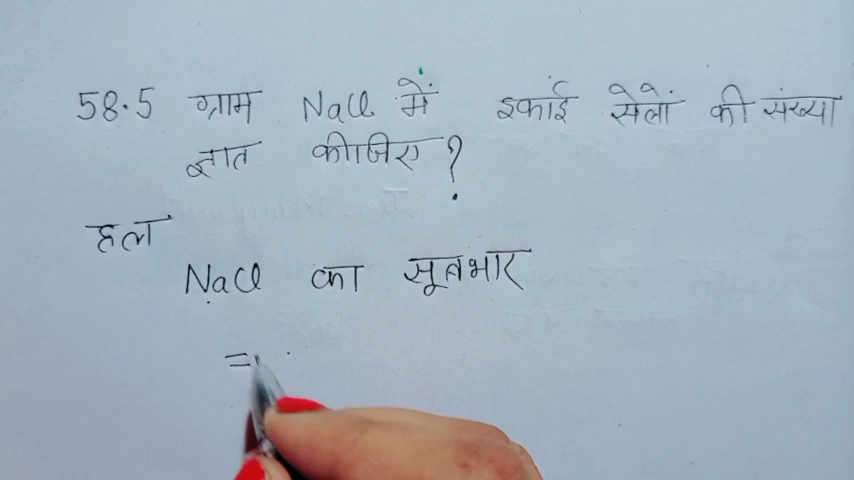 58.5 ग्राम NaCl में इकाई सेलों की संख्या
ज्ञात कीजिए?
हल
NaCl का सूत्रभार
=